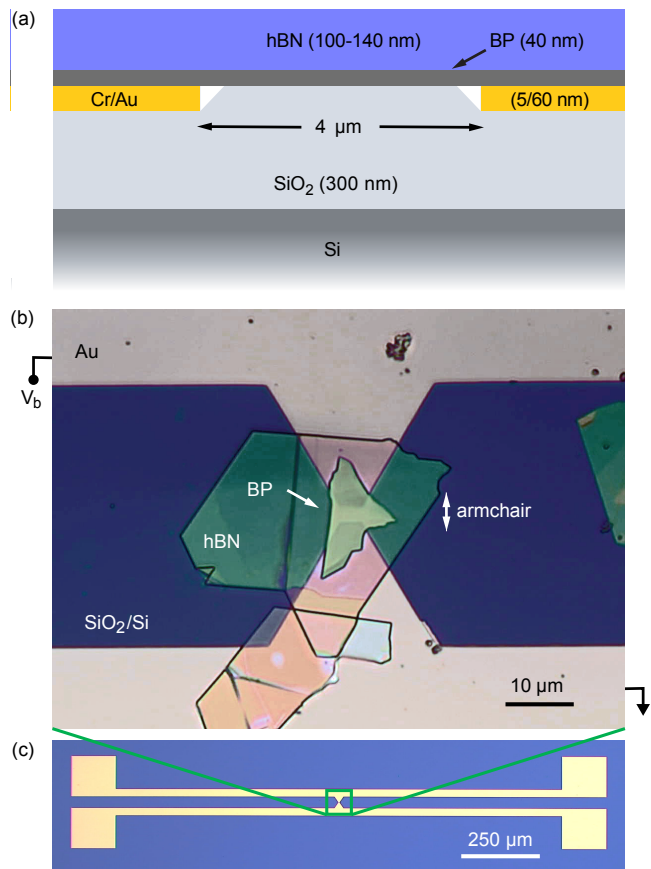 (a)
hBN (100-140 nm)
BP (40 nm)
Cr/Au
(5/60 nm)
4 µm
SiO₂ (300 nm)
Si
(b)
Au
V_b
BP
armchair
hBN
SiO₂/Si
10 µm
(c)
250 µm